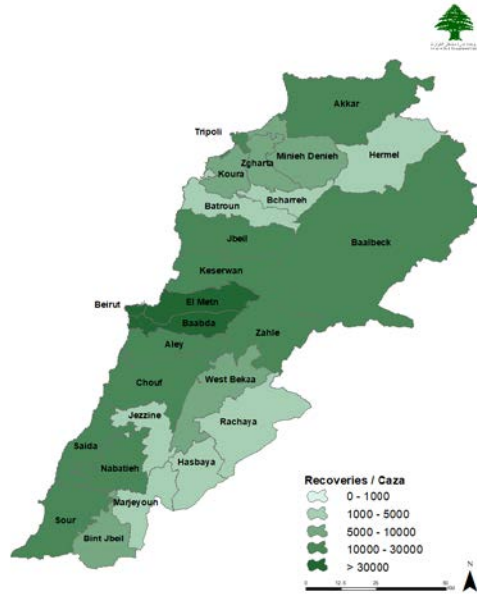 Akkar
Tripoli
Hermel
Zgharta
Minieh Denieh
Koura
Bcharreh
Batroun
Jbeil
Baalbeck
Keserwan
Beirut
El Metn
Baabda
Zahle
Aley
West Bekaa
Chouf
Jezzine
Rachaya
Saida
Hasbaya
Nabatieh
Marjeyoun
Sour
Bint Jbeil
Recoveries / Caza
0 - 1000
1000 - 5000
5000 - 10000
10000 - 30000
> 30000
N